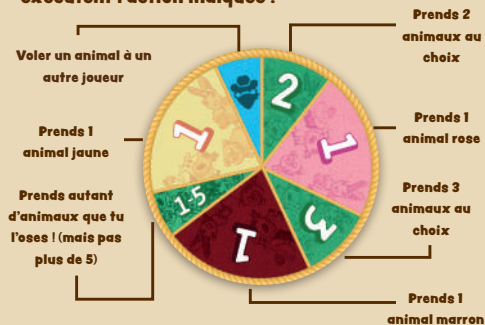 exécutent l'action indiquée :
Prends 2
animaux au
choix
Voler un animal à un
autre joueur
Prends 1
animal jaune
Prends 1
animal rose
Prends autant
d'animaux que tu
l'oses ! (mais pas
plus de 5)
Prends 3
animaux au
choix
Prends 1
animal marron
2
1
3
1
1-5
1